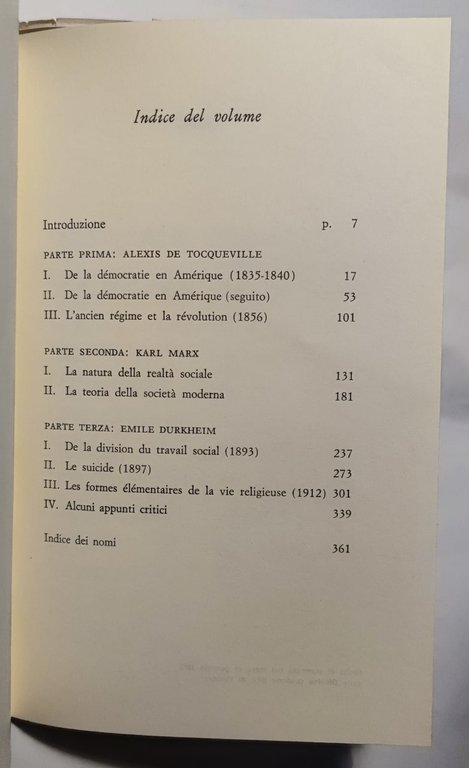 Indice del volume
Introduzione p. 7
PARTE PRIMA: ALEXIS DE TOCQUEVILLE
I. De la démocratie en Amérique (1835-1840) 17
II. De la démocratie en Amérique (seguito) 53
III. L'ancien régime et la révolution (1856) 101
PARTE SECONDA: KARL MARX
I. La natura della realtà sociale 131
II. La teoria della società moderna 181
PARTE TERZA: EMILE DURKHEIM
I. De la division du travail social (1893) 237
II. Le suicide (1897) 273
III. Les formes élémentaires de la vie religieuse (1912) 301
IV. Alcuni appunti critici 339
Indice dei nomi 361